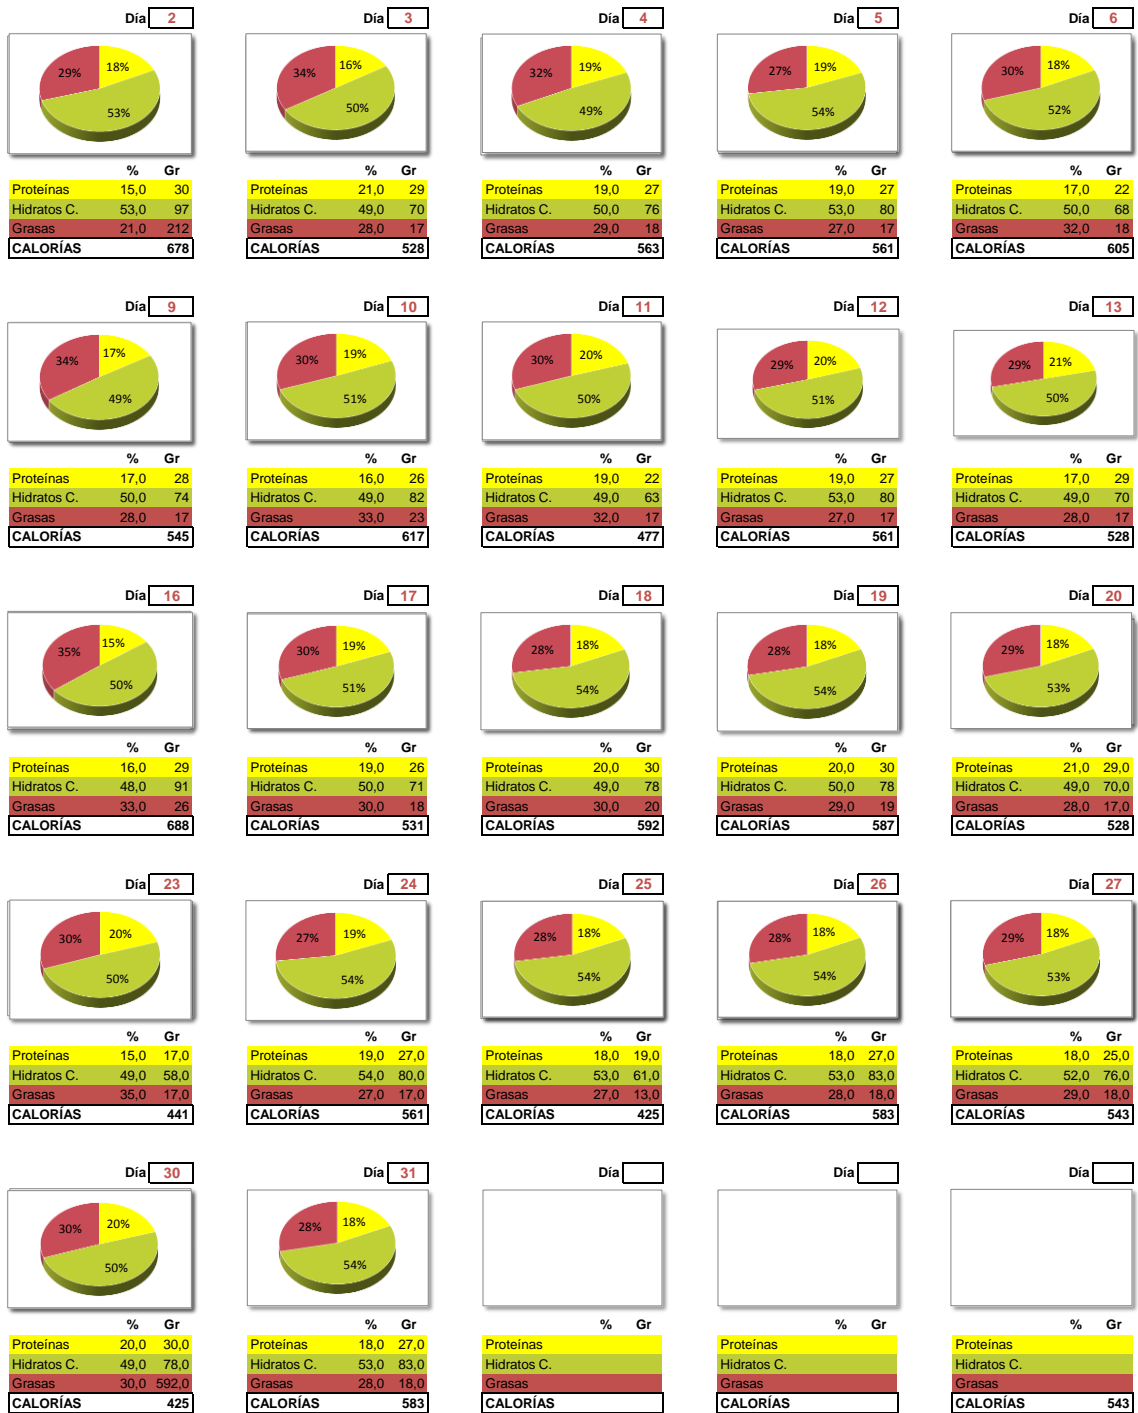 Día 2 Día 3 Día 4 Día 5 Día 6
29% 18% 34% 16% 32% 19% 27% 19% 30% 18%
53% 50% 49% 54% 52%
% Gr % Gr % Gr % Gr % Gr
Proteínas 15,0 30 Proteínas 21,0 29 Proteínas 19,0 27 Proteínas 19,0 27 Proteinas 17,0 22
Hidratos C. 53,0 97 Hidratos C. 49,0 70 Hidratos C. 50,0 76 Hidratos C. 53,0 80 Hidratos C. 50,0 68
Grasas 21,0 212 Grasas 28,0 17 Grasas 29,0 18 Grasas 27,0 17 Grasas 32,0 18
CALORÍAS 678 CALORÍAS 528 CALORÍAS 563 CALORÍAS 561 CALORÍAS 605
Día 9 Día 10 Día 11 Día 12 Día 13
34% 17% 30% 19% 30% 20% 29% 20% 29% 21%
49% 51% 50% 51% 50%
% Gr % Gr % Gr % Gr % Gr
Proteínas 17,0 28 Proteínas 16,0 26 Proteínas 19,0 22 Proteínas 19,0 27 Proteínas 17,0 29
Hidratos C. 50,0 74 Hidratos C. 49,0 82 Hidratos C. 49,0 63 Hidratos C. 53,0 80 Hidratos C. 49,0 70
Grasas 28,0 17 Grasas 33,0 23 Grasas 32,0 17 Grasas 27,0 17 Grasas 28,0 17
CALORÍAS 545 CALORÍAS 617 CALORÍAS 477 CALORÍAS 561 CALORÍAS 528
Día 16 Día 17 Día 18 Día 19 Día 20
35% 15% 30% 19% 28% 18% 28% 18% 29% 18%
50% 51% 54% 54% 53%
% Gr % Gr % Gr % Gr % Gr
Proteínas 16,0 29 Proteínas 19,0 26 Proteínas 20,0 30 Proteínas 20,0 30 Proteínas 21,0 29,0
Hidratos C. 48,0 91 Hidratos C. 50,0 71 Hidratos C. 49,0 78 Hidratos C. 50,0 78 Hidratos C. 49,0 70,0
Grasas 33,0 26 Grasas 30,0 18 Grasas 30,0 20 Grasas 29,0 19 Grasas 28,0 17,0
CALORÍAS 688 CALORÍAS 531 CALORÍAS 592 CALORÍAS 587 CALORÍAS 528
Día 23 Día 24 Día 25 Día 26 Día 27
30% 20% 27% 19% 28% 18% 28% 18% 29% 18%
50% 54% 54% 54% 53%
% Gr % Gr % Gr % Gr % Gr
Proteínas 15,0 17,0 Proteínas 19,0 27,0 Proteínas 18,0 19,0 Proteínas 18,0 27,0 Proteínas 18,0 25,0
Hidratos C. 49,0 58,0 Hidratos C. 54,0 80,0 Hidratos C. 53,0 61,0 Hidratos C. 53,0 83,0 Hidratos C. 52,0 76,0
Grasas 35,0 17,0 Grasas 27,0 17,0 Grasas 27,0 13,0 Grasas 28,0 18,0 Grasas 29,0 18,0
CALORÍAS 441 CALORÍAS 561 CALORÍAS 425 CALORÍAS 583 CALORÍAS 543
Día 30 Día 31 Día Día Día
30% 20% 28% 18%
50% 54%
% Gr % Gr % Gr % Gr % Gr
Proteínas 20,0 30,0 Proteínas 18,0 27,0 Proteínas Proteínas Proteínas
Hidratos C. 49,0 78,0 Hidratos C. 53,0 83,0 Hidratos C. Hidratos C. Hidratos C.
Grasas 30,0 592,0 Grasas 28,0 18,0 Grasas Grasas Grasas
CALORÍAS 425 CALORÍAS 583 CALORÍAS CALORÍAS CALORÍAS 543